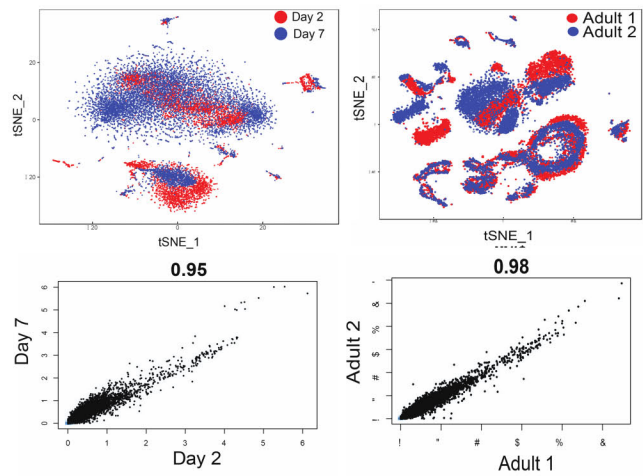 Day 2
Day 7
tSNE_2
20
0
! 20
! 20
0
20
tSNE_1
Adult 1
Adult 2
tSNE_2
tSNE_1
0.95
Day 7
0 1 2 3 4 5 6
0 1 2 3 4 5 6
Day 2
0.98
Adult 2
! " # $ % &
! " # $ % &
Adult 1